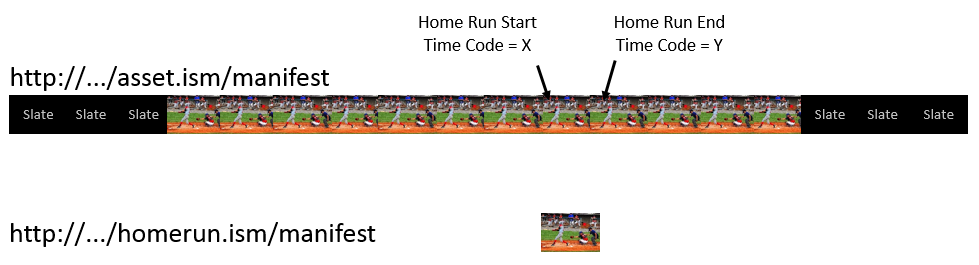 Home Run Start
Time Code = X
Home Run End
Time Code = Y
http://.../asset.ism/manifest
Slate Slate Slate Slate Slate Slate
http://.../homerun.ism/manifest